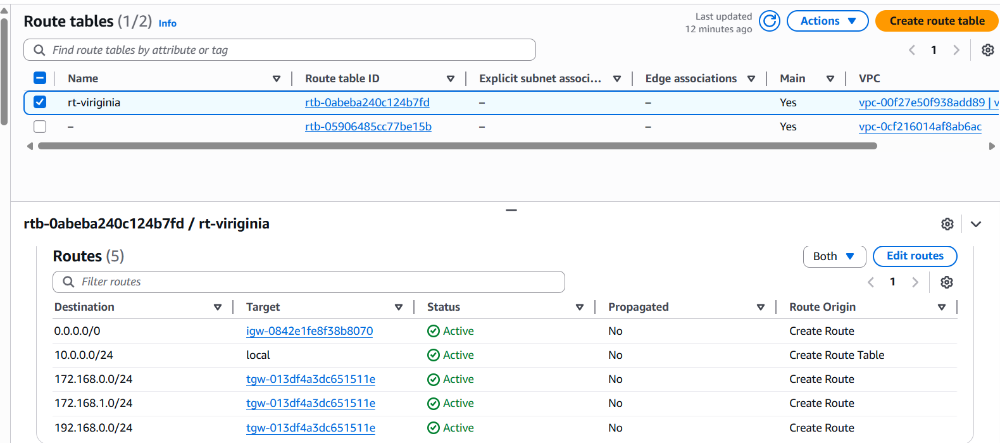 Route tables (1/2) Info
Last updated
12 minutes ago
Actions
Create route table
Find route tables by attribute or tag
1
Name Route table ID Explicit subnet associ... Edge associations Main VPC
rt-viriginia rtb-0abeba240c124b7fd – – Yes vpc-00f27e50f938add89 | v
– rtb-05906485cc77be15b – – Yes vpc-0cf216014af8ab6ac
rtb-0abeba240c124b7fd / rt-viriginia
Routes (5)
Both
Edit routes
Filter routes
1
Destination Target Status Propagated Route Origin
0.0.0.0/0 igw-0842e1fe8f38b8070 Active No Create Route
10.0.0.0/24 local Active No Create Route Table
172.168.0.0/24 tgw-013df4a3dc651511e Active No Create Route
172.168.1.0/24 tgw-013df4a3dc651511e Active No Create Route
192.168.0.0/24 tgw-013df4a3dc651511e Active No Create Route